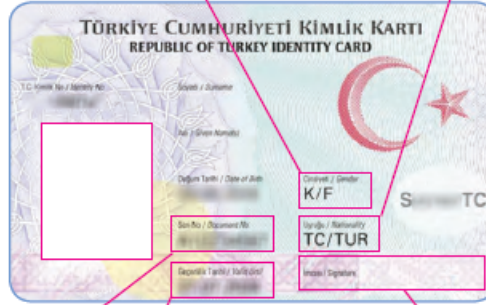 TÜRKİYE CUMHURİYETİ KİMLİK KARTI
REPUBLIC OF TURKEY IDENTITY CARD
T.C. Kimlik No / Identity No
Soyadı / Surname
Adı / Given Name(s)
Doğum Tarihi / Date of Birth
Cinsiyeti / Gender
K/F
S TC
Seri No / Document No
Uyruğu / Nationality
TC/TUR
Geçerlilik Tarihi / Valid Until
İmzası / Signature